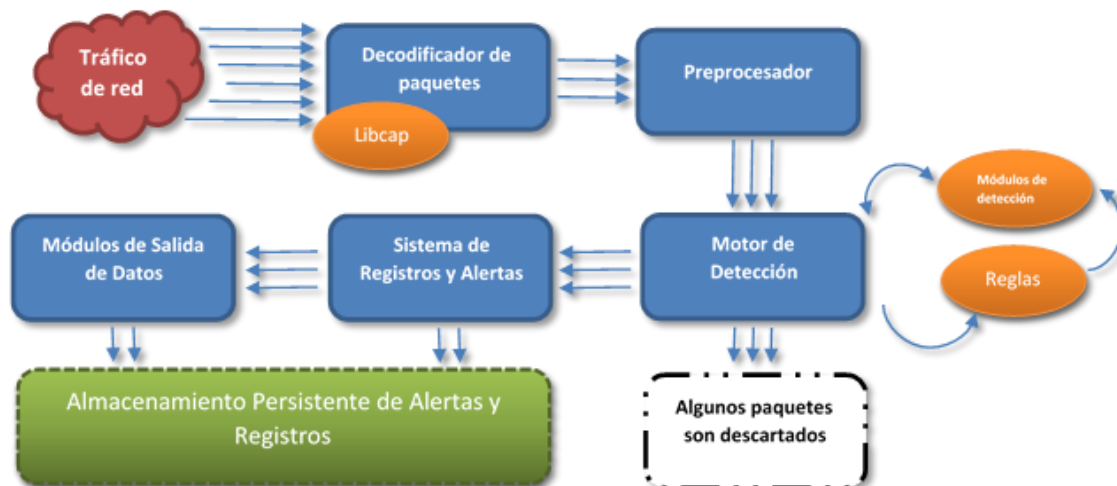 Tráfico
de red
Decodificador de
paquetes
Libcap
Preprocesador
Módulos de
detección
Reglas
Motor de
Detección
Sistema de
Registros y Alertas
Módulos de Salida
de Datos
Almacenamiento Persistente de Alertas y
Registros
Algunos paquetes
son descartados